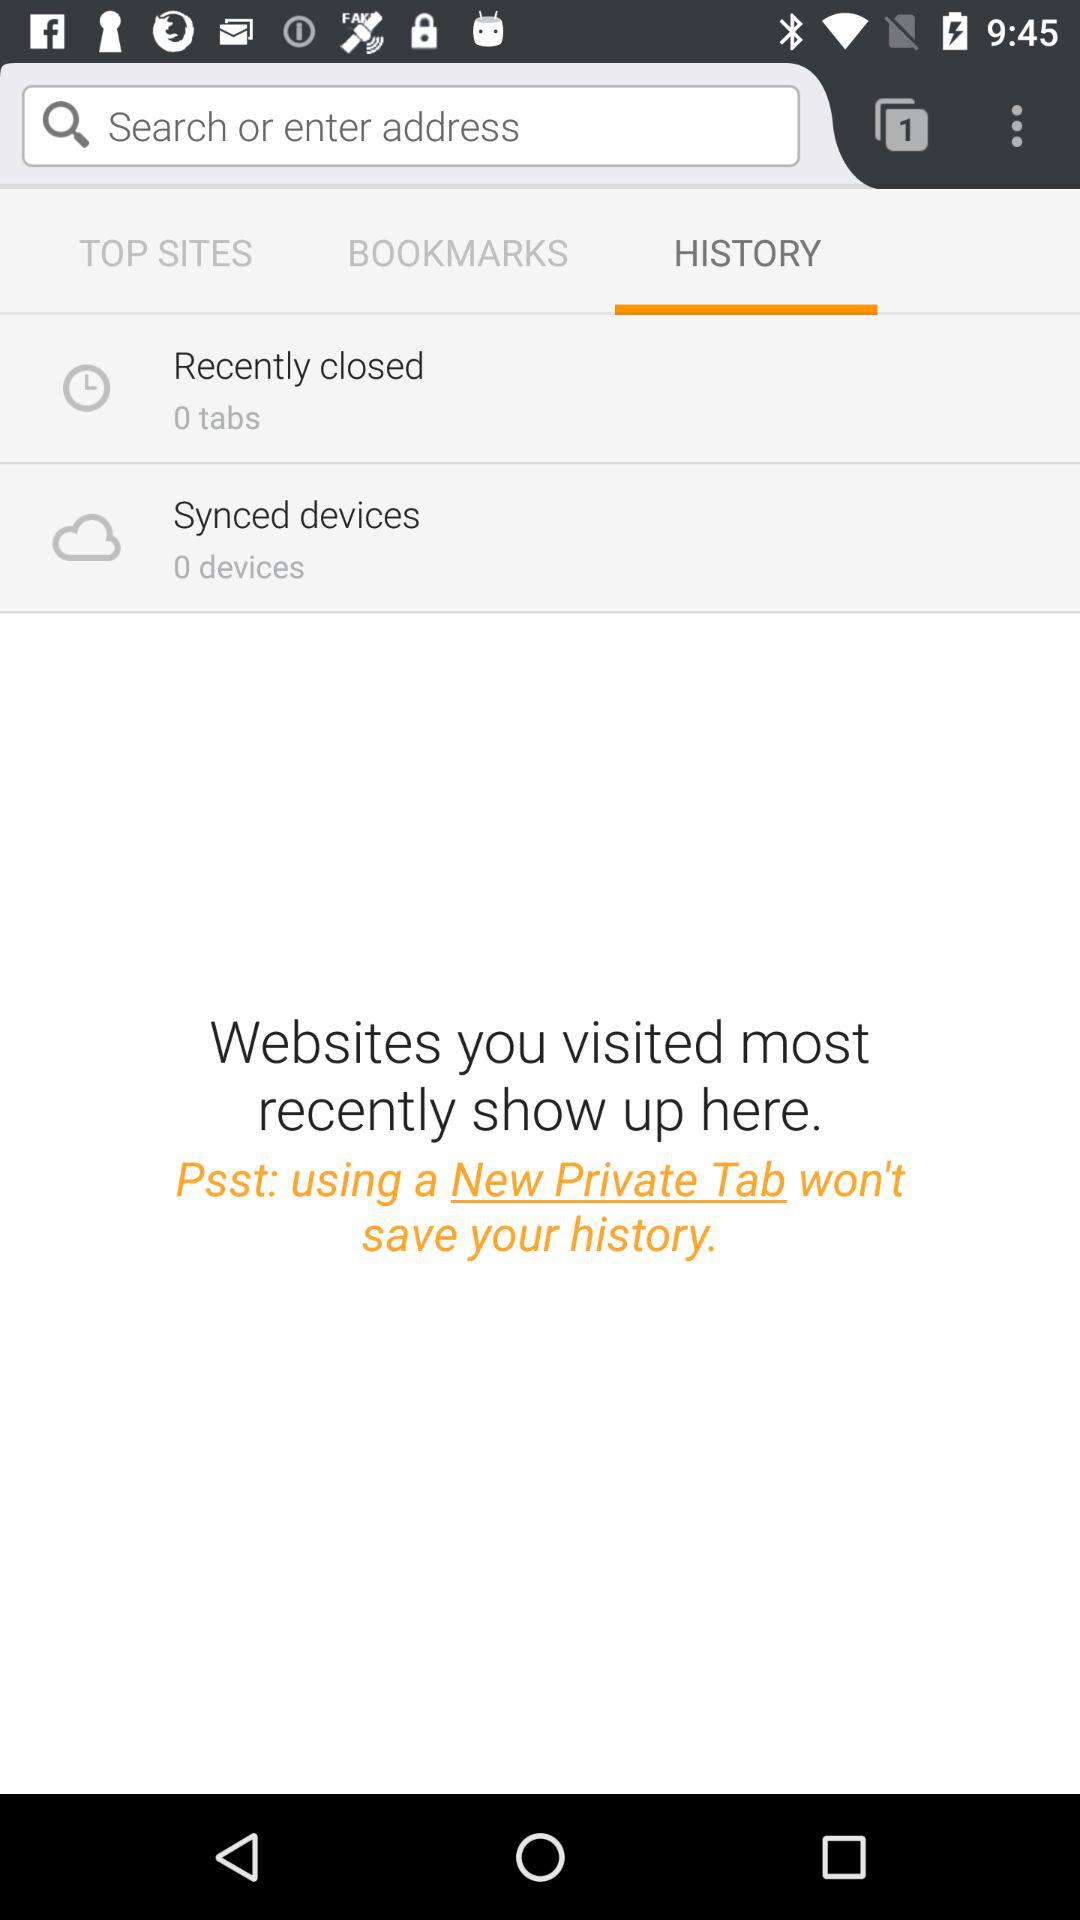 FAKE
9:45
Search or enter address
1
TOP SITES
BOOKMARKS
HISTORY
Recently closed
0 tabs
Synced devices
0 devices
Websites you visited most
recently show up here.
Psst: using a New Private Tab won't
save your history.